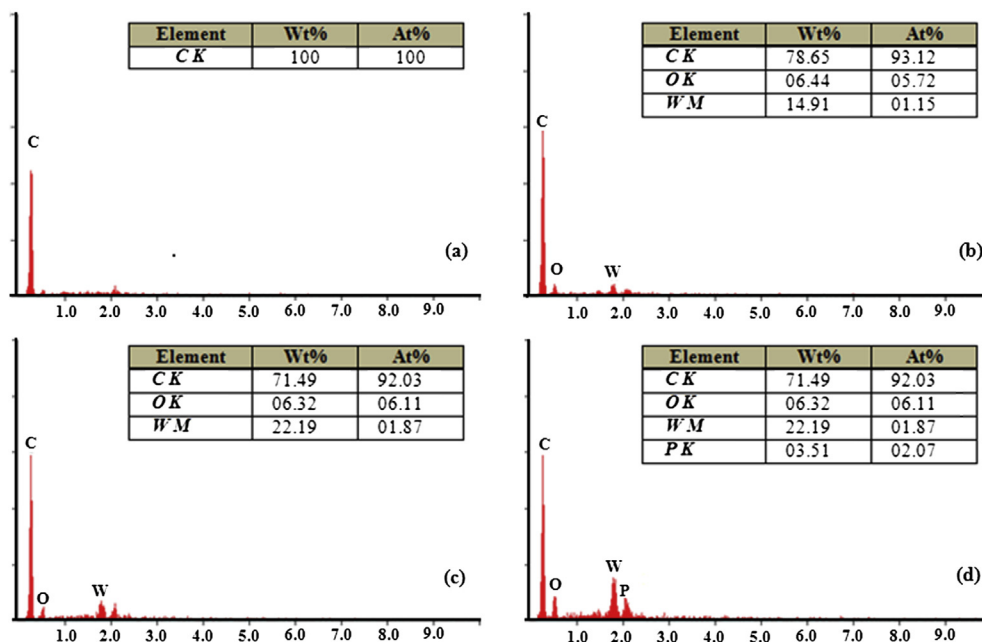 Element Wt% At%
C K 100 100
C
(a)
1.0 2.0 3.0 4.0 5.0 6.0 7.0 8.0 9.0
Element Wt% At%
C K 78.65 93.12
O K 06.44 05.72
W M 14.91 01.15
C
O W
(b)
1.0 2.0 3.0 4.0 5.0 6.0 7.0 8.0 9.0
Element Wt% At%
C K 71.49 92.03
O K 06.32 06.11
W M 22.19 01.87
C
O W
(c)
1.0 2.0 3.0 4.0 5.0 6.0 7.0 8.0 9.0
Element Wt% At%
C K 71.49 92.03
O K 06.32 06.11
W M 22.19 01.87
P K 03.51 02.07
C
O W P
(d)
1.0 2.0 3.0 4.0 5.0 6.0 7.0 8.0 9.0